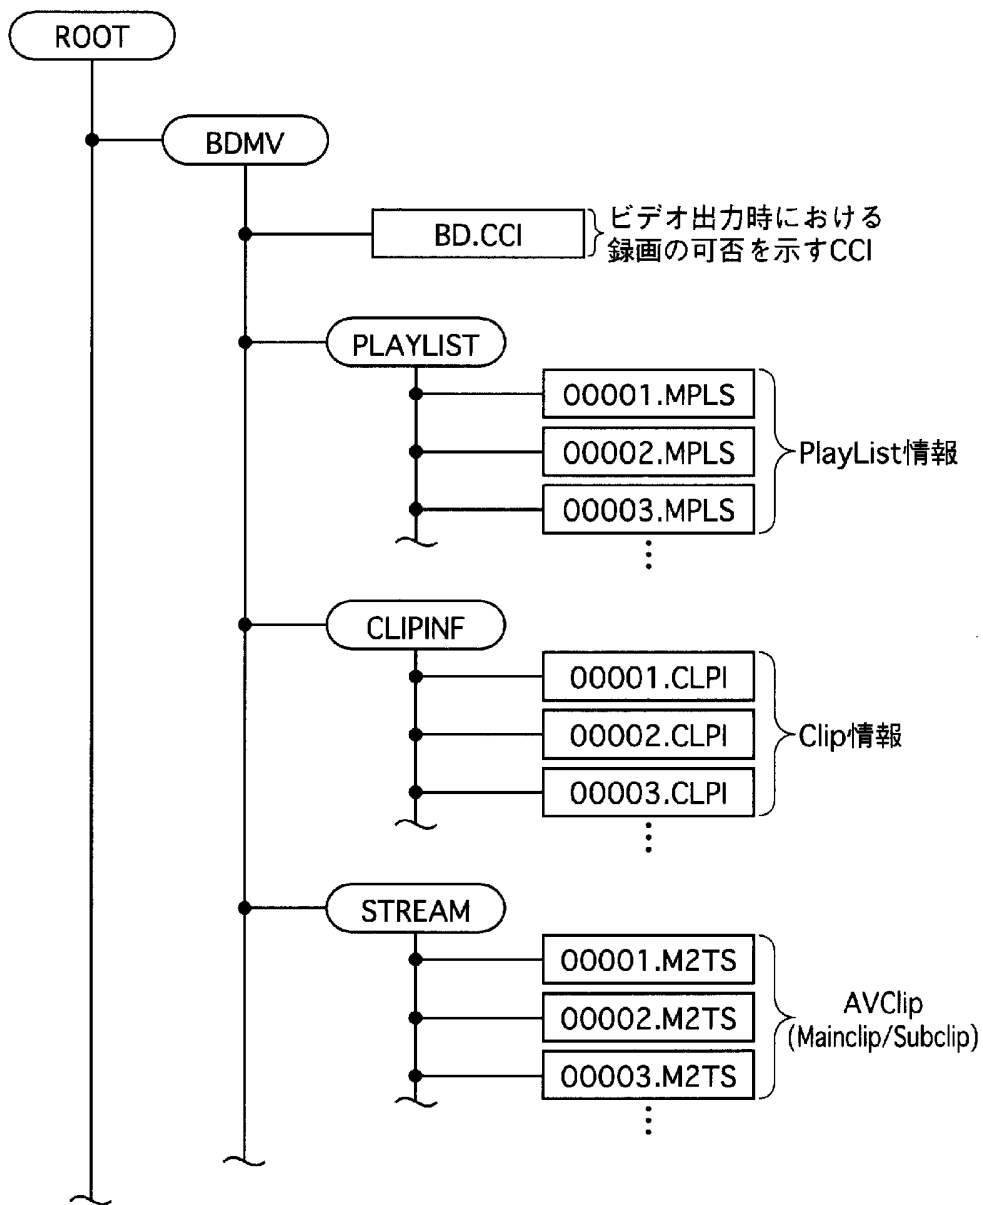 ROOT
BDMV
BD.CCI
ビデオ出力時における
録画の可否を示すCCI
PLAYLIST
00001.MPLS
00002.MPLS
00003.MPLS
PlayList情報
CLIPINF
00001.CLPI
00002.CLPI
00003.CLPI
Clip情報
STREAM
00001.M2TS
00002.M2TS
00003.M2TS
AVClip
(Mainclip/Subclip)